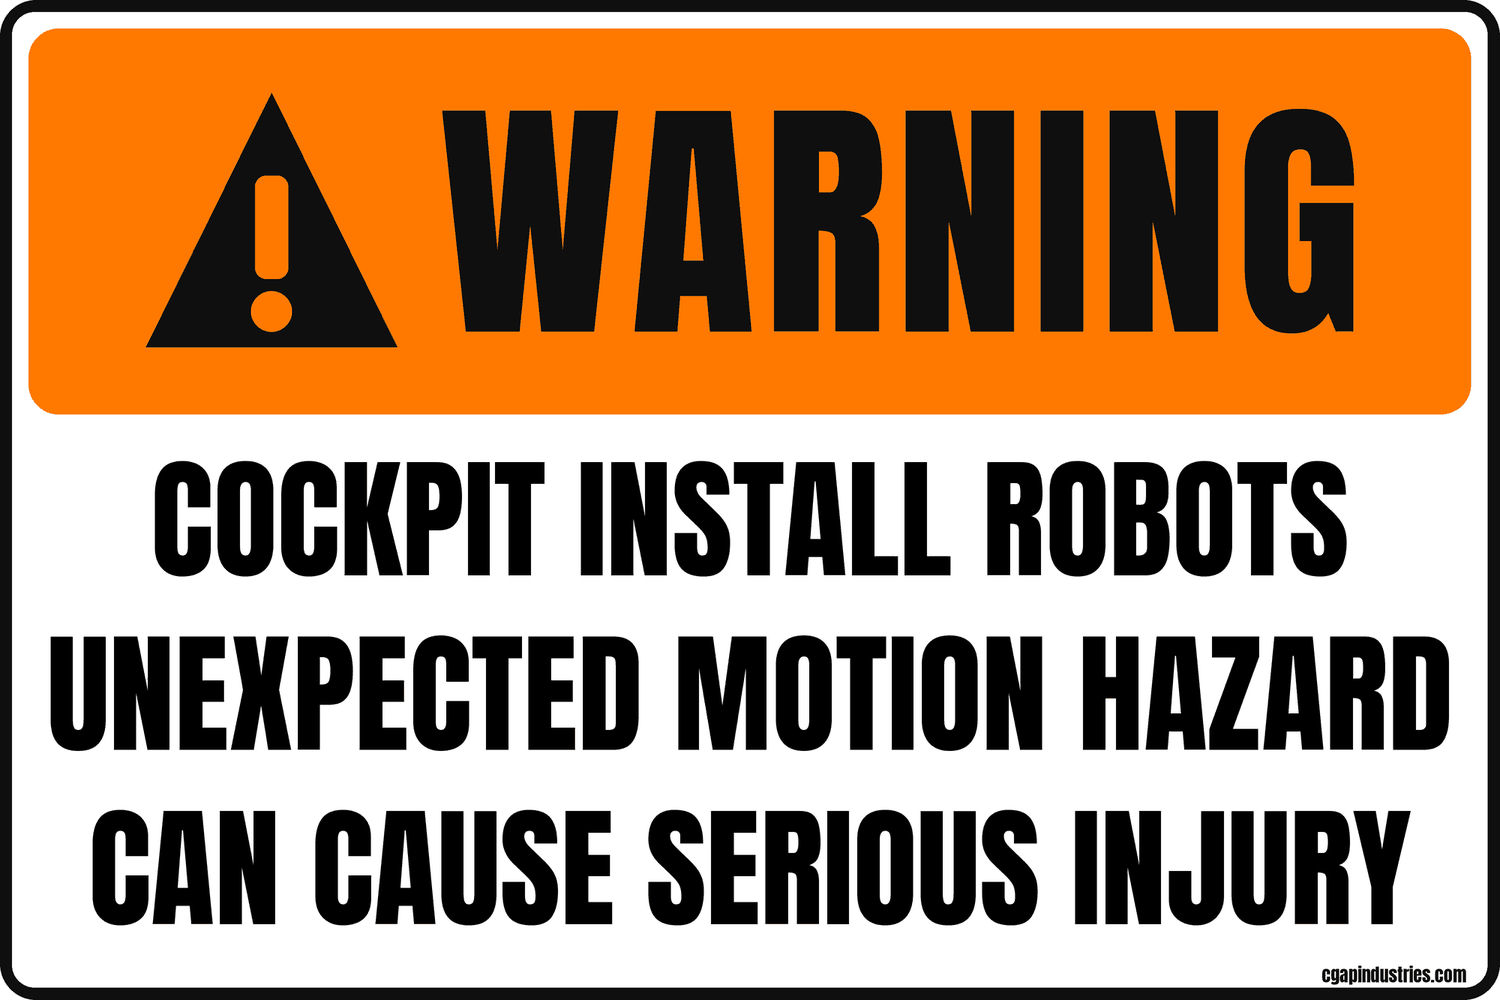 WARNING
COCKPIT INSTALL ROBOTS
UNEXPECTED MOTION HAZARD
CAN CAUSE SERIOUS INJURY
cgapindustries.com